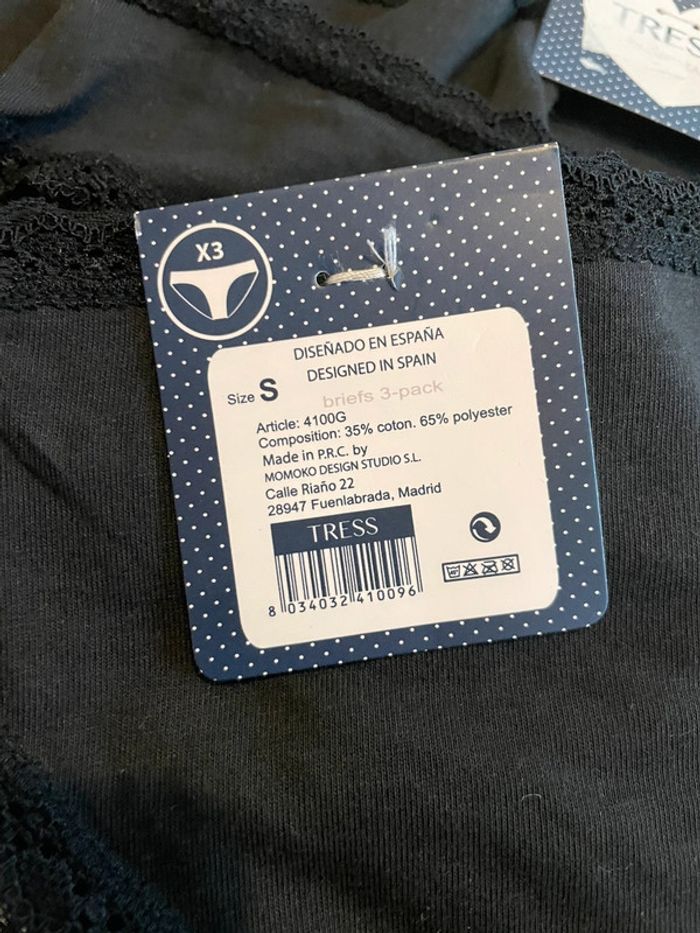 TRESS
X3
DISEÑADO EN ESPAÑA
DESIGNED IN SPAIN
Size S
briefs 3-pack
Article: 4100G
Composition: 35% coton. 65% polyester
Made in P.R.C. by
MOMOKO DESIGN STUDIO S.L.
Calle Riaño 22
28947 Fuenlabrada, Madrid
TRESS
8 034032 410096